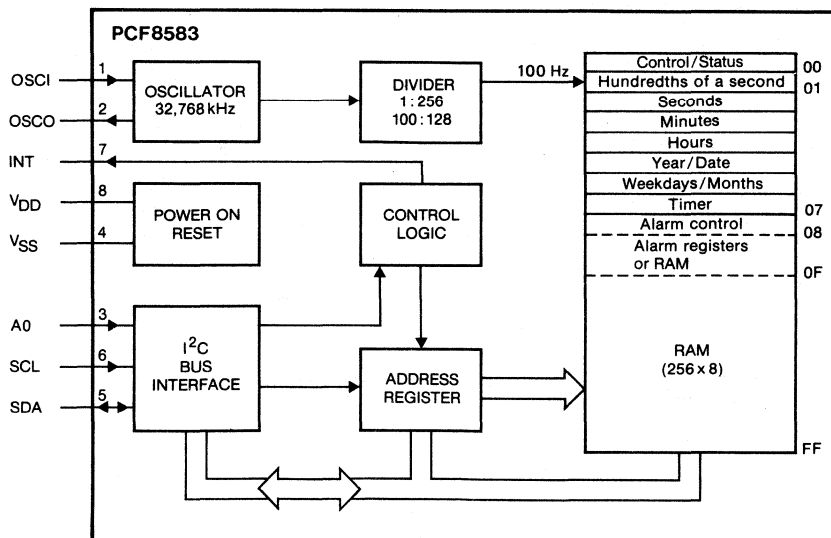 PCF8583
OSCI
1
OSCILLATOR
32,768 kHz
OSCO
2
DIVIDER
1 : 256
100 : 128
100 Hz
INT
7
VDD
8
VSS
4
POWER ON
RESET
CONTROL
LOGIC
A0
3
SCL
6
SDA
5
I²C
BUS
INTERFACE
ADDRESS
REGISTER
Control/Status
00
Hundredths of a second
01
Seconds
Minutes
Hours
Year/Date
Weekdays/Months
Timer
07
Alarm control
08
Alarm registers
or RAM
0F
RAM
(256 x 8)
FF